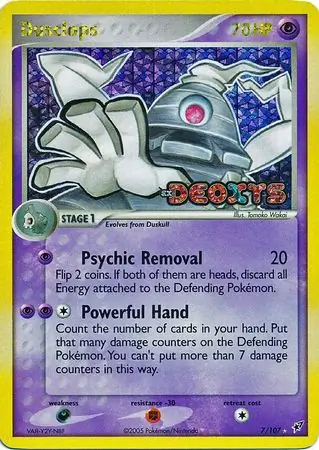 Dusclops 70 HP
EX DEOXYS
Illus. Tomoko Wakai
STAGE 1
Evolves from Duskull
Psychic Removal 20
Flip 2 coins. If both of them are heads, discard all
Energy attached to the Defending Pokémon.
Powerful Hand
Count the number of cards in your hand. Put
that many damage counters on the Defending
Pokémon. You can't put more than 7 damage
counters in this way.
weakness resistance -30 retreat cost
©2005 Pokémon/Nintendo 7/107